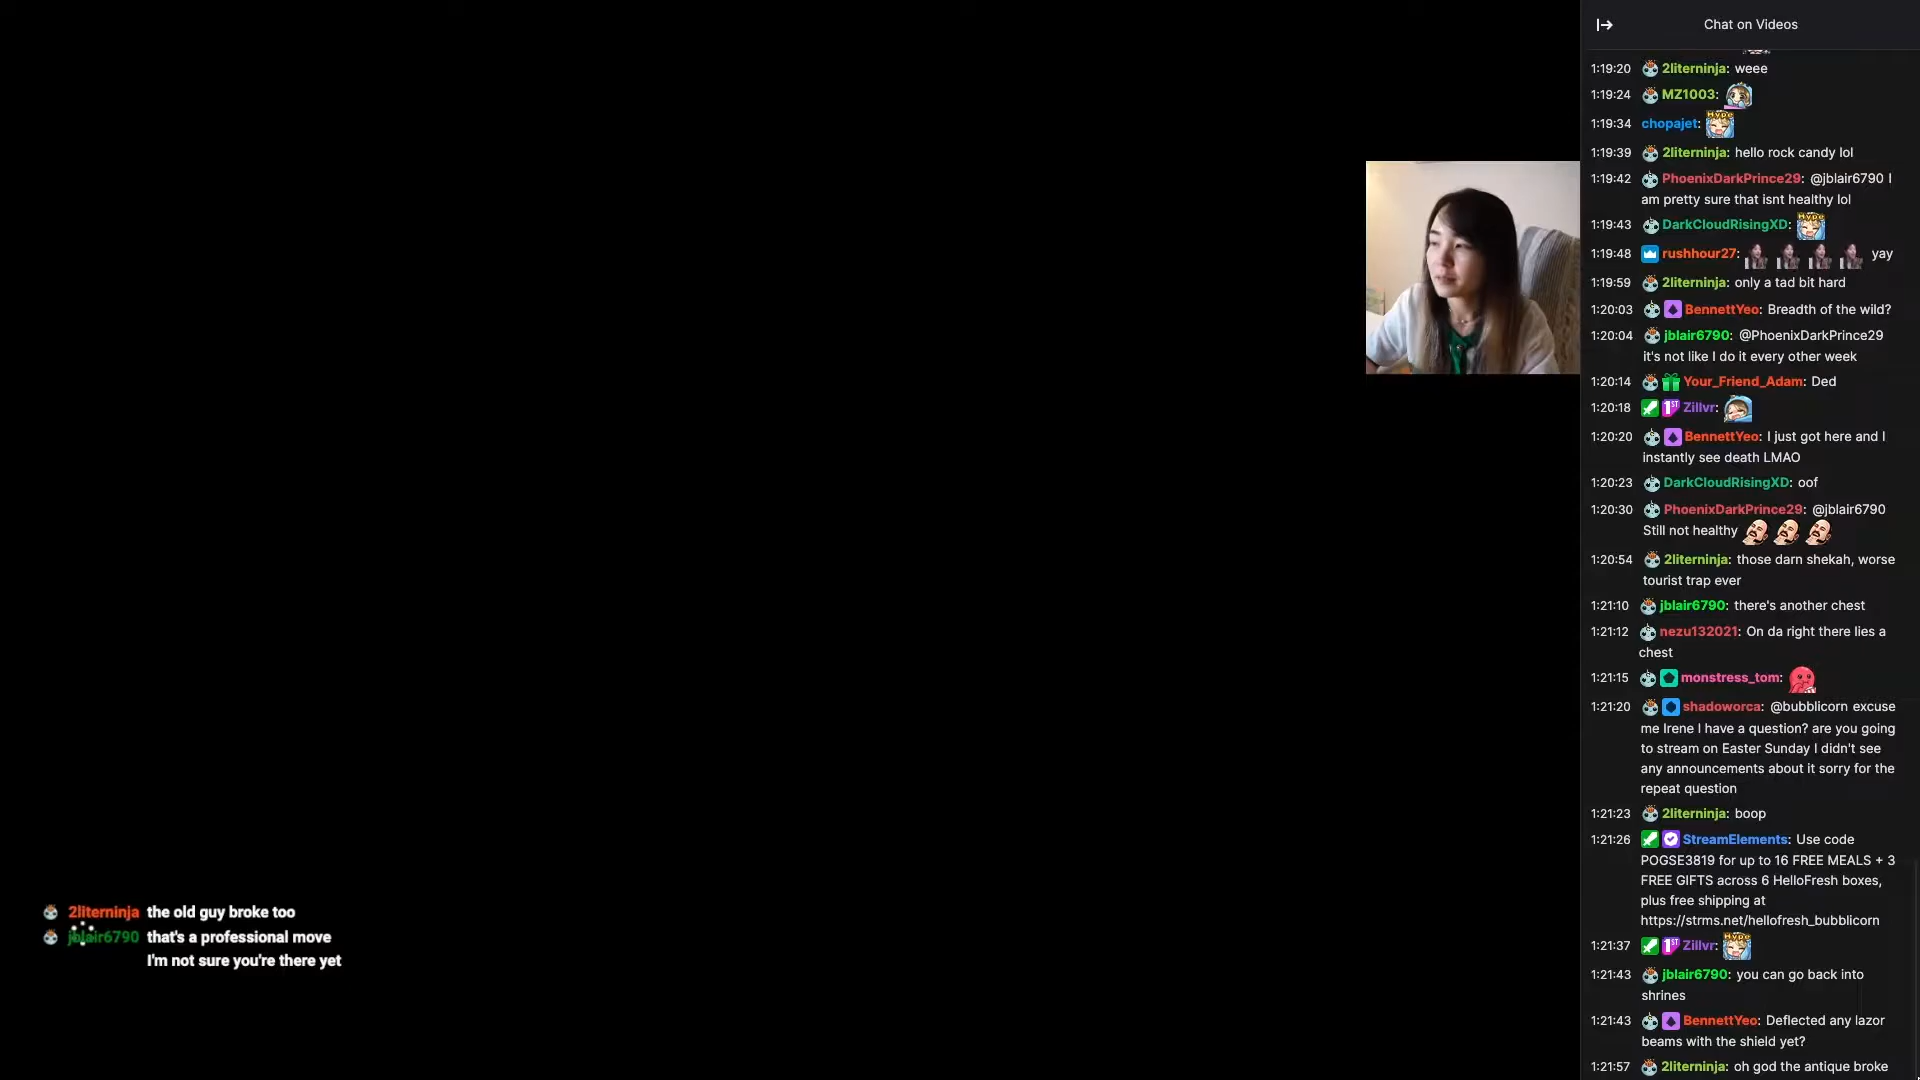 Chat on Videos
1:19:20 2literninja: weee
1:19:24 MZ1003:
1:19:34 chopajet:
1:19:39 2literninja: hello rock candy lol
1:19:42 PhoenixDarkPrince29: @jblair6790 I
am pretty sure that isnt healthy lol
1:19:43 DarkCloudRisingXD:
1:19:48 rushhour27: yay
1:19:59 2literninja: only a tad bit hard
1:20:03 BennettYeo: Breadth of the wild?
1:20:04 jblair6790: @PhoenixDarkPrince29
it's not like I do it every other week
1:20:14 Your_Friend_Adam: Ded
1:20:18 Zillvr:
1:20:20 BennettYeo: I just got here and I
instantly see death LMAO
1:20:23 DarkCloudRisingXD: oof
1:20:30 PhoenixDarkPrince29: @jblair6790
Still not healthy
1:20:54 2literninja: those darn shekah, worse
tourist trap ever
1:21:10 jblair6790: there's another chest
1:21:12 nezu132021: On da right there lies a
chest
1:21:15 monstress_tom:
1:21:20 shadoworca: @bubblicorn excuse
me Irene I have a question? are you going
to stream on Easter Sunday I didn't see
any announcements about it sorry for the
repeat question
1:21:23 2literninja: boop
1:21:26 StreamElements: Use code
POGSE3819 for up to 16 FREE MEALS + 3
FREE GIFTS across 6 HelloFresh boxes,
plus free shipping at
https://strms.net/hellofresh_bubblicorn
1:21:37 Zillvr:
1:21:43 jblair6790: you can go back into
shrines
1:21:43 BennettYeo: Deflected any lazor
beams with the shield yet?
1:21:57 2literninja: oh god the antique broke
2literninja the old guy broke too
jblair6790 that's a professional move
I'm not sure you're there yet